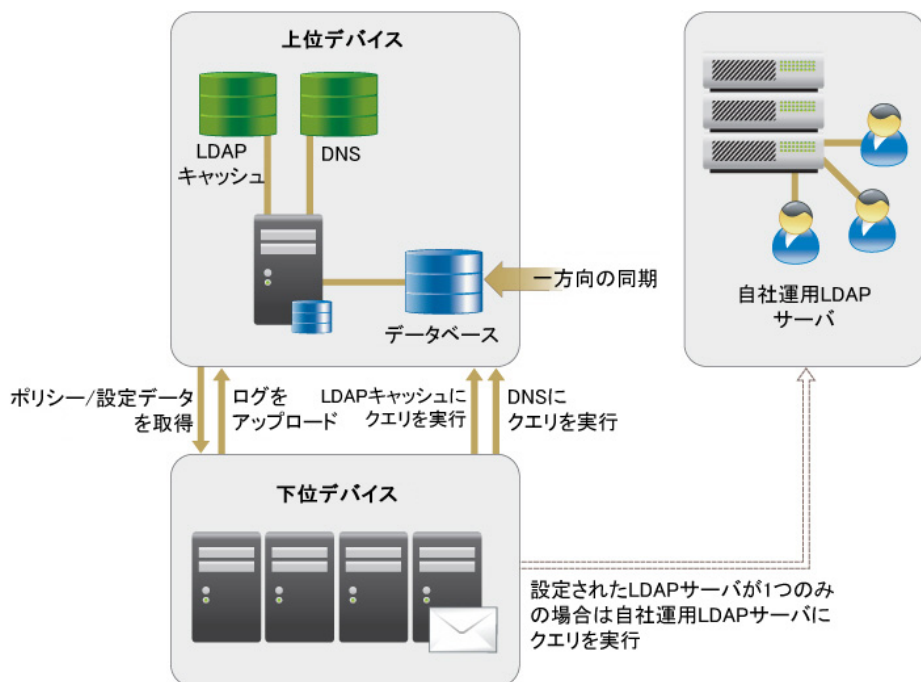 上位デバイス
LDAP
キャッシュ
DNS
一方向の同期
データベース
自社運用LDAP
サーバ
ポリシー/設定データ
を取得
ログを
アップロード
LDAPキャッシュに
クエリを実行
DNSに
クエリを実行
下位デバイス
設定されたLDAPサーバが1つのみ
の場合は自社運用LDAPサーバに
クエリを実行